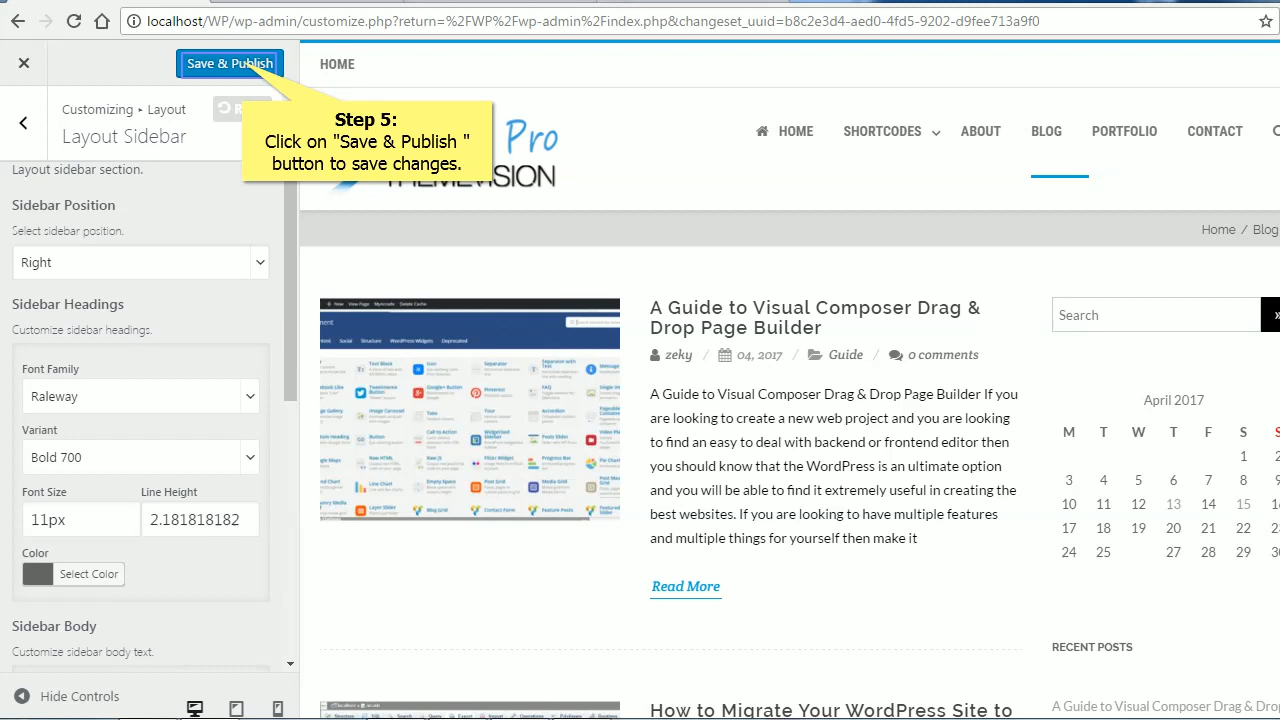 localhost/WP/wp-admin/customize.php?return=%2FWP%2Fwp-admin%2Findex.php&changeset_uuid=b8c2e3d4-aed0-4fd5-9202-d9fee713a9f0
Save & Publish
Customizing ▸ Layout
ayout Sidebar
Step 5:
Click on "Save & Publish "
button to save changes.
Layout sidebar section.
Sidebar Position
Select sidebar position.
Right
Sidebar Headings
Customize sidebar headings.
Font Family
Raleway
Variant
Bold 700
Font Size
Line Height
11px
2.81818182
Color
Select Color
Sidebar Body
Customize sidebar body text.
Hide Controls
HOME
Pro
THEMEVISION
HOME
SHORTCODES
ABOUT
BLOG
PORTFOLIO
CONTACT
Home / Blog
A Guide to Visual Composer Drag &
Drop Page Builder
zeky / 04, 2017 / Guide / 0 comments
A Guide to Visual Composer Drag & Drop Page Builder If you
are looking to create new web pages and you are looking
to find an easy to deal with backend or frontend editor then
you should know that the WordPress is an ultimate option
and you will be able to find it extremely useful in creating the
best websites. If you are looking to have multiple features
and multiple things for yourself then make it
Read More
How to Migrate Your WordPress Site to
Search
April 2017
M T W T F S S
1 2
3 4 5 6 7 8 9
10 11 12 13 14 15
17 18 19 20 21 22
24 25 27 28 29 30
RECENT POSTS
A Guide to Visual Composer Drag & Dro